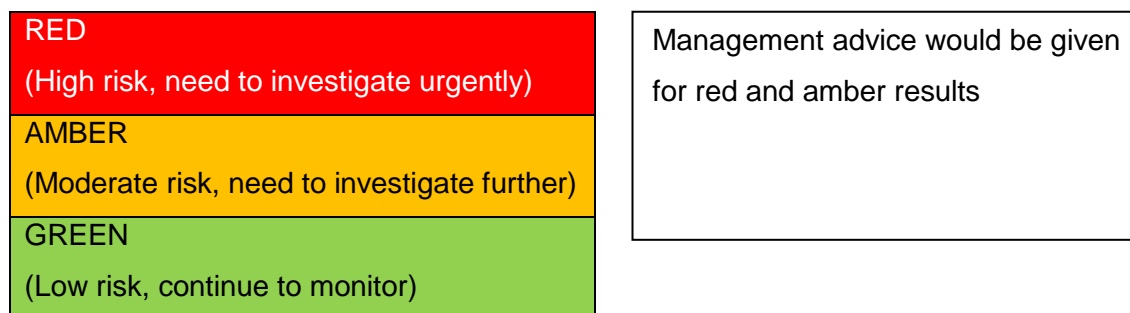 RED
(High risk, need to investigate urgently)
AMBER
(Moderate risk, need to investigate further)
GREEN
(Low risk, continue to monitor)
Management advice would be given
for red and amber results